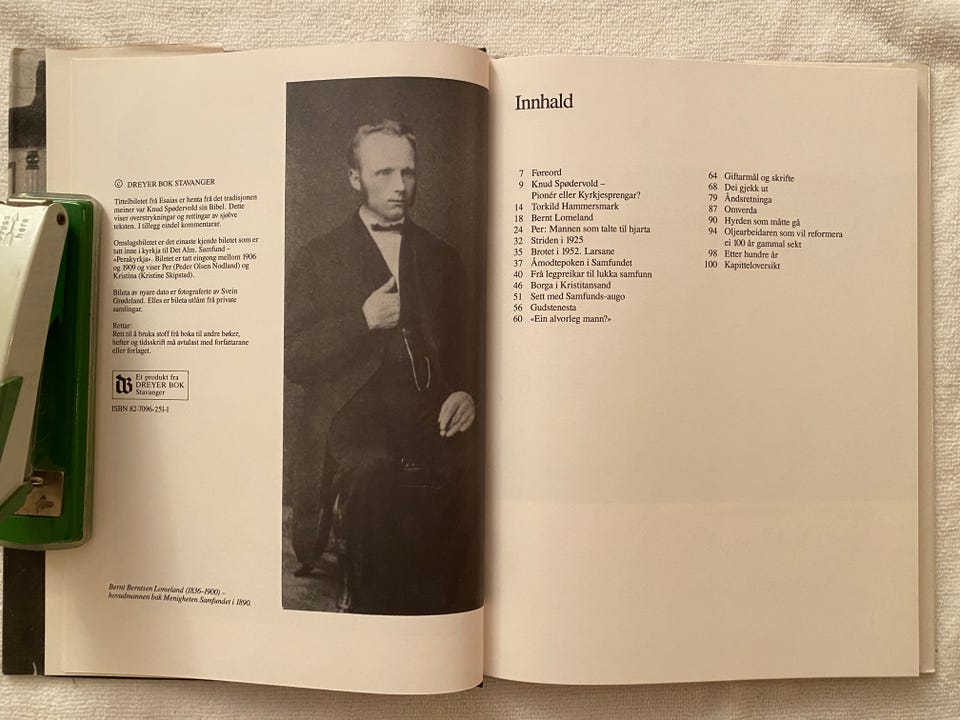 © DREYER BOK STAVANGER
Tittelbiletet frå Esaias er henta frå det tradisjonen
meiner var Knud Spødervold sin Bibel. Dette
viser overstrykningar og rettingar av sjølve
teksten. I tillegg eindel kommentarar.
Omslagsbiletet er det einaste kjende biletet som er
tatt inne i kyrkja til Det Alm. Samfund –
«Perakyrkja». Biletet er tatt eingong mellom 1906
og 1909 og viser Per (Peder Olsen Nodlund) og
Kristina (Kristine Skipstad).
Bileta av nyare dato er fotograferte av Svein
Grødeland. Elles er bileta utlånt frå private
samlingar.
Rettar:
Rett til å bruka stoff frå boka til andre bøker,
hefter og tidsskrift må avtalast med forfattarane
eller forlaget.
dB
Et produkt fra
DREYER BOK
Stavanger
ISBN 82-7096-251-1
Bernt Berntsen Lomeland (1836–1900) –
hovudmannen bak Menigheten Samfundet i 1890.
Innhald
7 Føreord
9 Knud Spødervold –
Pionér eller Kyrkjesprengar?
14 Torkild Hammersmark
18 Bernt Lomeland
24 Per: Mannen som talte til hjarta
32 Striden i 1925
35 Brotet i 1952. Larsane
37 Åmodtepoken i Samfundet
40 Frå legpreikar til lukka samfunn
46 Borga i Kristitansand
51 Sett med Samfunds-augo
56 Gudstenesta
60 «Ein alvorleg mann?»
64 Giftarmål og skrifte
68 Dei gjekk ut
79 Åndsretninga
87 Omverda
90 Hyrden som måtte gå
94 Oljearbeidaren som vil reformera
ei 100 år gammal sekt
98 Etter hundre år
100 Kapitteloversikt
here